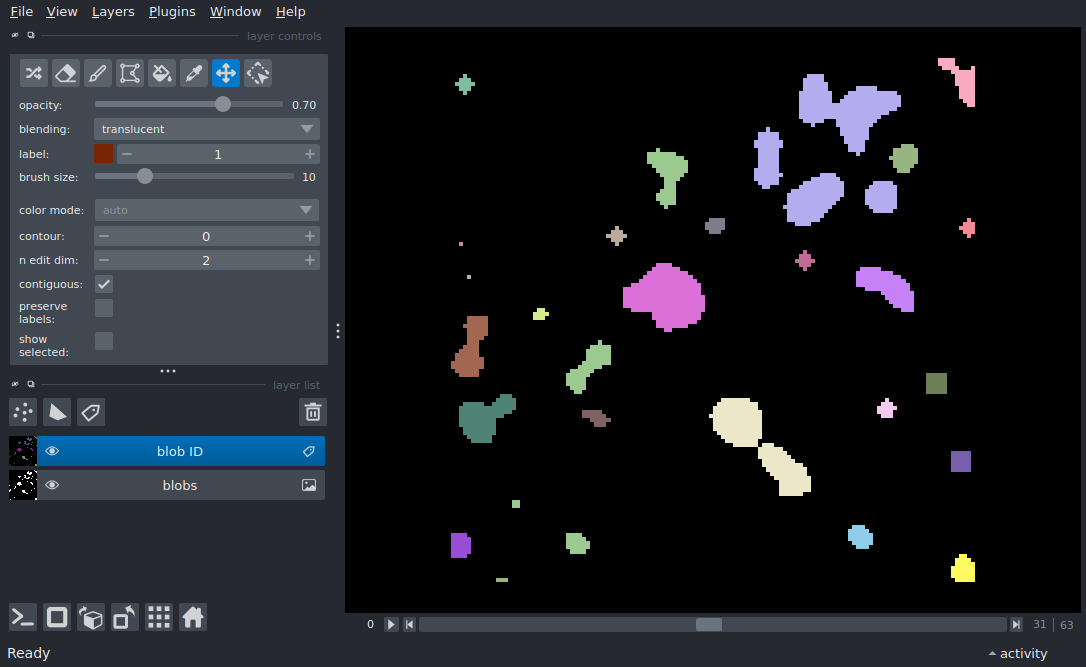 File View Layers Plugins Window Help
layer controls
opacity: 0.70
blending: translucent
label: 1
brush size: 10
color mode: auto
contour: 0
n edit dim: 2
contiguous:
preserve
labels:
show
selected:
layer list
blob ID
blobs
0 31 63
Ready activity